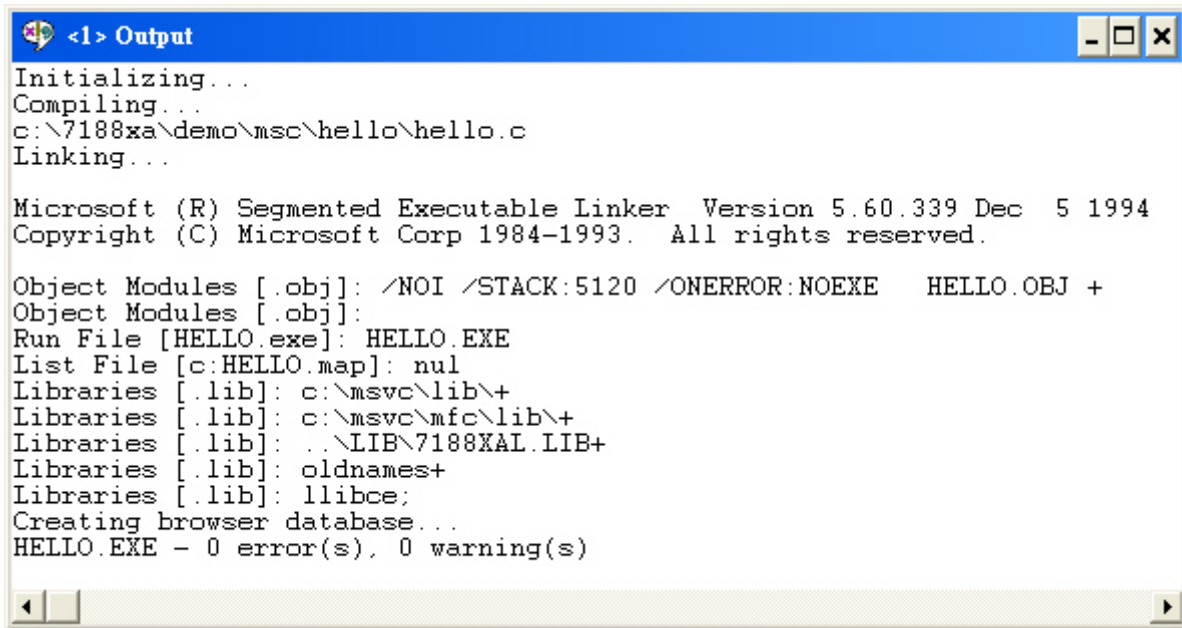 <1> Output
Initializing...
Compiling...
c:\7188xa\demo\msc\hello\hello.c
Linking...
Microsoft (R) Segmented Executable Linker  Version 5.60.339 Dec  5 1994
Copyright (C) Microsoft Corp 1984-1993.  All rights reserved.
Object Modules [.obj]: /NOI /STACK:5120 /ONERROR:NOEXE   HELLO.OBJ +
Object Modules [.obj]:
Run File [HELLO.exe]: HELLO.EXE
List File [c:HELLO.map]: nul
Libraries [.lib]: c:\msvc\lib\+
Libraries [.lib]: c:\msvc\mfc\lib\+
Libraries [.lib]: ..\LIB\7188XAL.LIB+
Libraries [.lib]: oldnames+
Libraries [.lib]: llibce;
Creating browser database...
HELLO.EXE - 0 error(s), 0 warning(s)